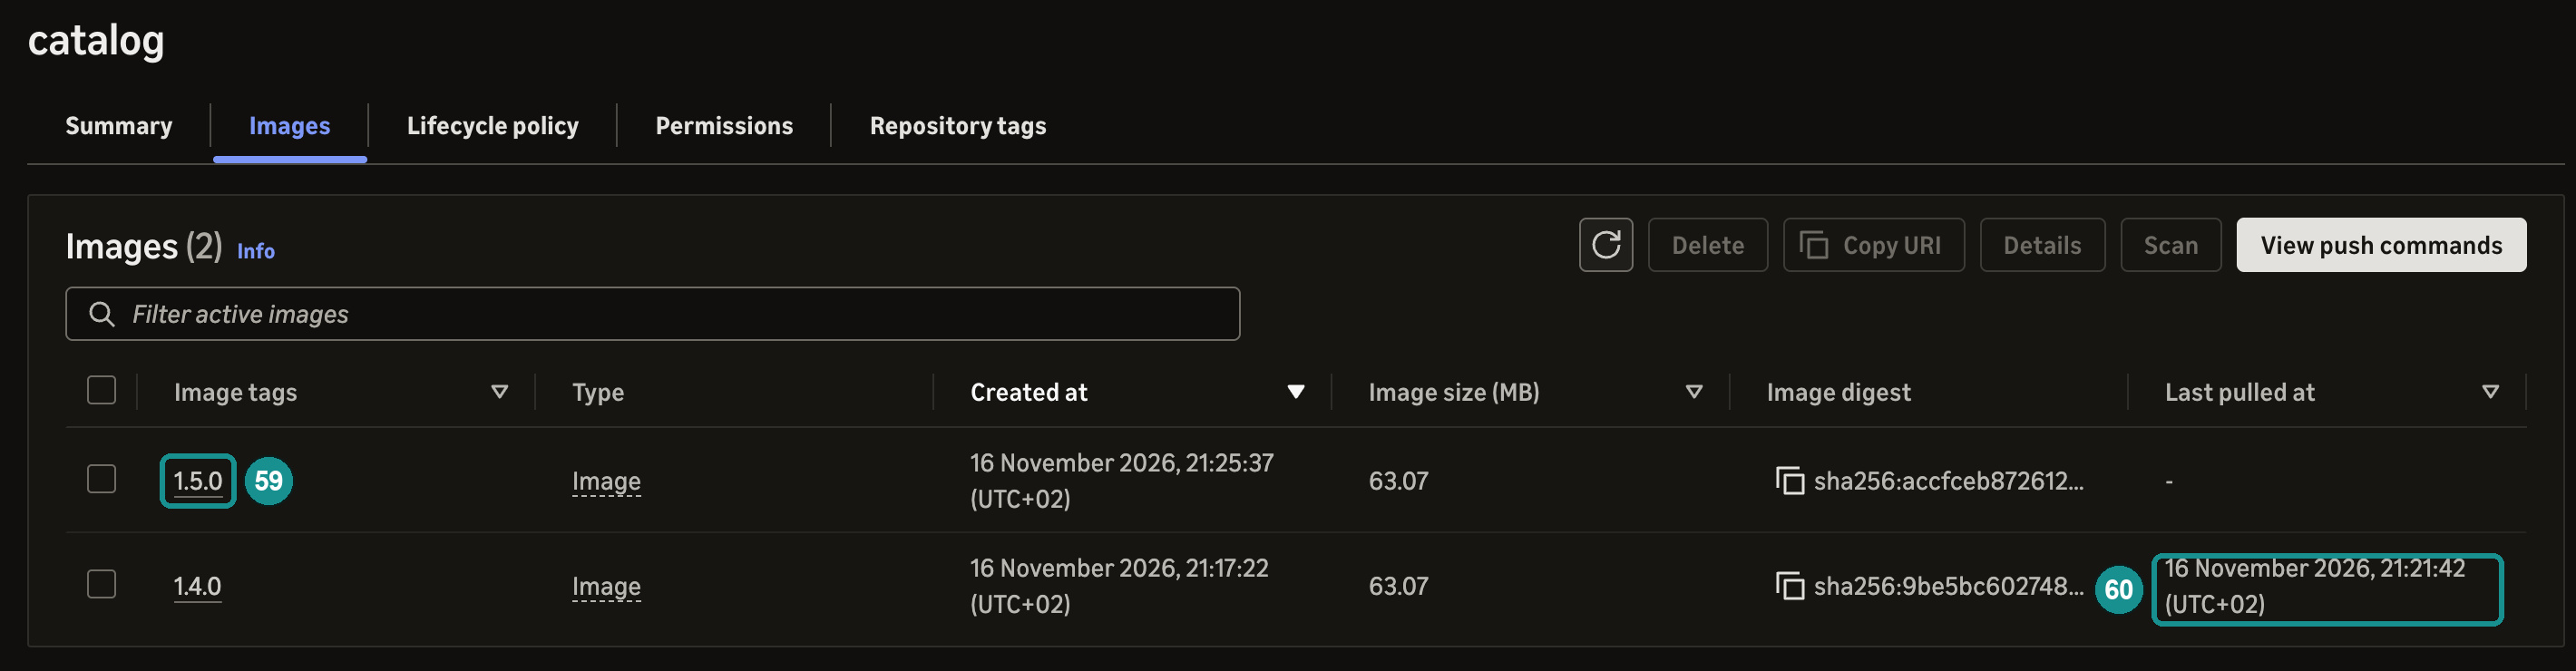 catalog
Summary
Images
Lifecycle policy
Permissions
Repository tags
Images (2) Info
Delete
Copy URI
Details
Scan
View push commands
Filter active images
Image tags
Type
Created at
Image size (MB)
Image digest
Last pulled at
1.5.0
59
Image
16 November 2026, 21:25:37
(UTC+02)
63.07
sha256:accfceb872612...
-
1.4.0
Image
16 November 2026, 21:17:22
(UTC+02)
63.07
sha256:9be5bc602748...
60
16 November 2026, 21:21:42
(UTC+02)